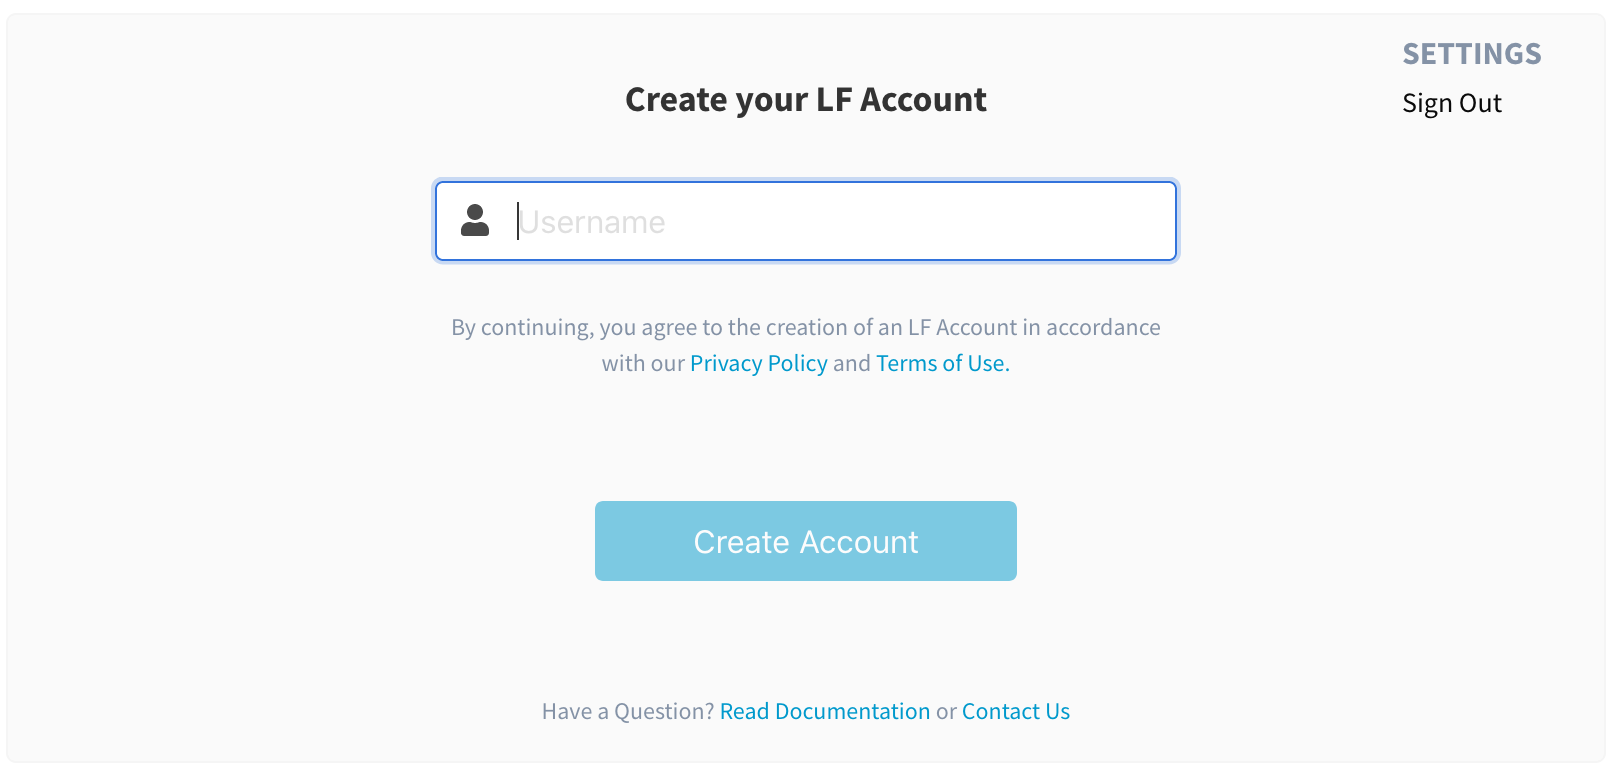 SETTINGS
Sign Out
Create your LF Account
Username
By continuing, you agree to the creation of an LF Account in accordance
with our Privacy Policy and Terms of Use.
Create Account
Have a Question? Read Documentation or Contact Us